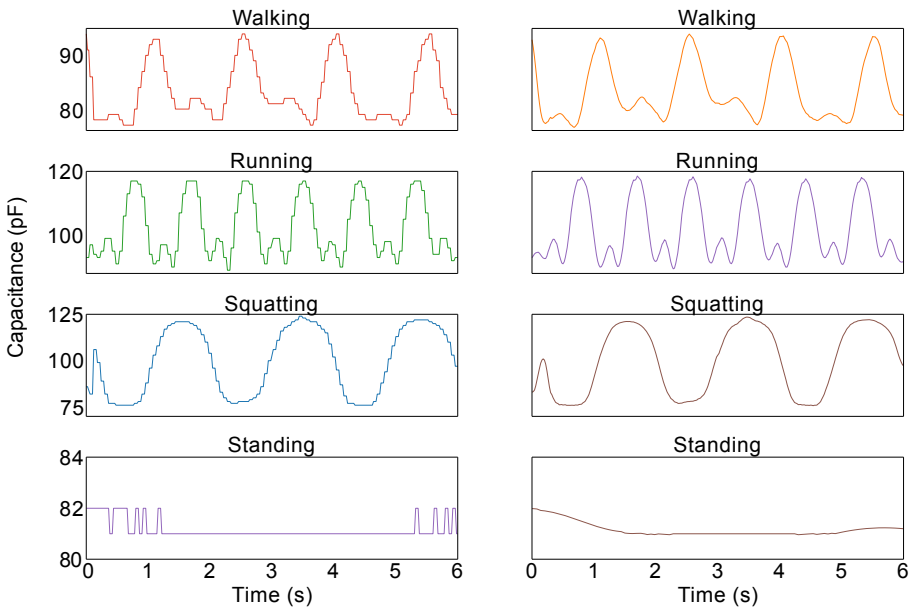 Walking
Walking
90
80
Running
Running
120
100
Capacitance (pF)
Squatting
Squatting
125
100
75
Standing
Standing
84
82
80
0 1 2 3 4 5 6
0 1 2 3 4 5 6
Time (s)
Time (s)